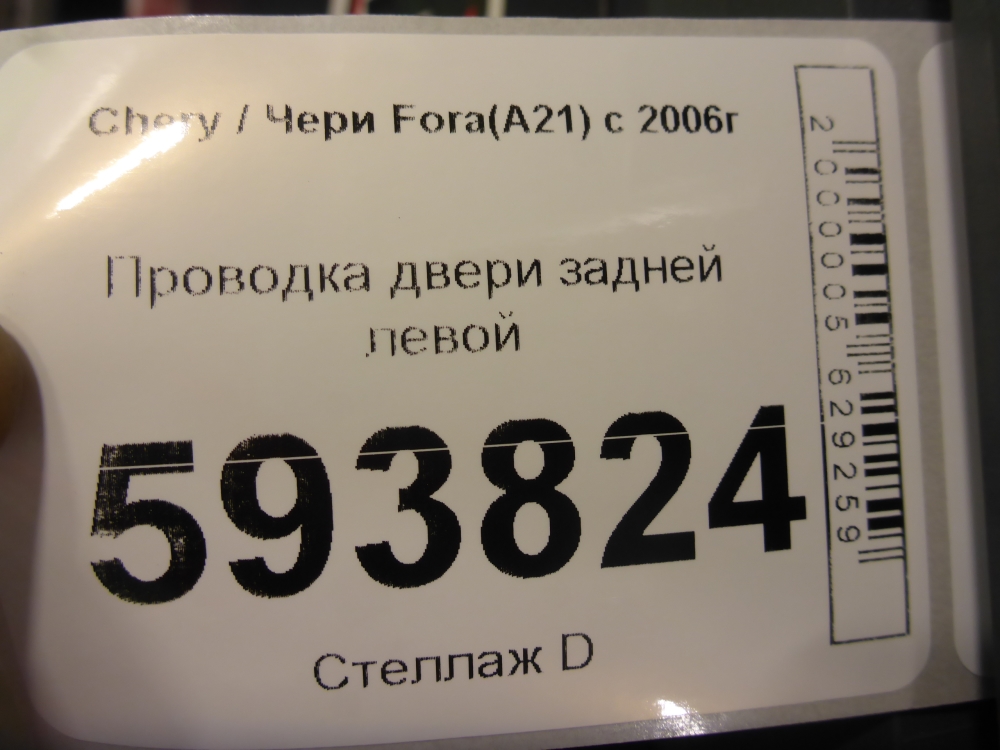 Chery / Чери Fora(A21) с 2006г
Проводка двери задней
левой
593824
Стеллаж D
2000005629259